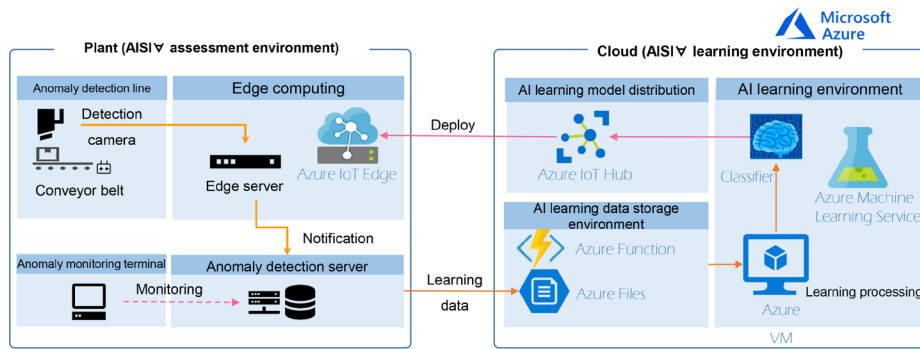 Microsoft
Azure
Plant (AISI∀ assessment environment)
Cloud (AISI∀ learning environment)
Anomaly detection line
Edge computing
Detection
camera
Conveyor belt
Edge server
Azure IoT Edge
Notification
Anomaly monitoring terminal
Anomaly detection server
Monitoring
Deploy
Learning
data
AI learning model distribution
AI learning environment
Azure IoT Hub
Classifier
Azure Machine
Learning Service
AI learning data storage
environment
Azure Function
Azure Files
Learning processing
Azure
VM